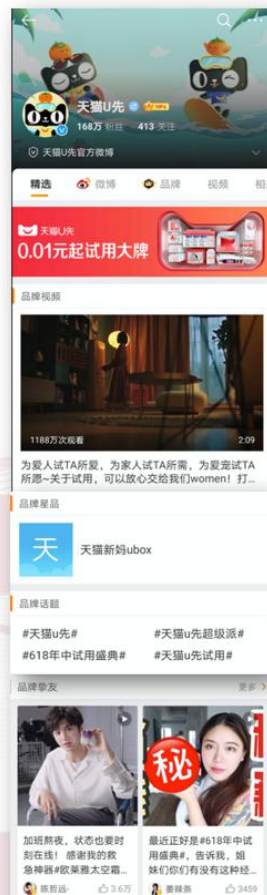 天猫U先
168万 粉丝 413 关注
天猫U先官方微博
精选 微博 品牌 视频 相
天猫U先
0.01元起试用大牌
品牌视频
1188万次观看 2:09
为爱人试TA所爱，为家人试TA所需，为爱宠试TA
所愿~关于试用，可以放心交给我们women！打...
品牌星品
天 天猫新妈ubox
品牌话题
#天猫u先# #天猫u先超级派#
#618年中试用盛典# #天猫u先试用#
品牌挚友 更多
秘
加班熬夜，状态也要时
刻在线！ 感谢我的救
急神器#欧莱雅太空霜...
陈哲远- 3.6万
最近正好是#618年中试
用盛典#，告诉我，姐
妹们你们有没有这种经...
姜辣条 3459